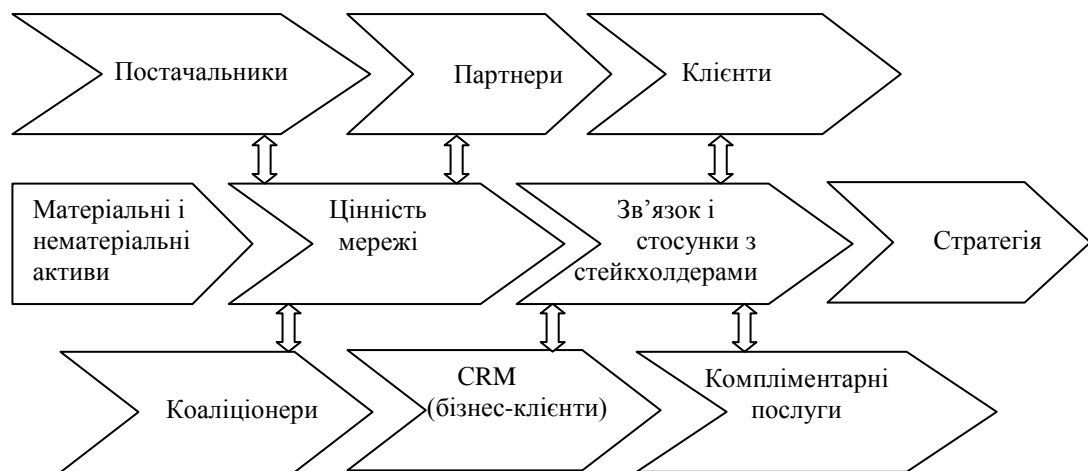 Постачальники
Партнери
Клієнти
Матеріальні і
нематеріальні
активи
Цінність
мережі
Зв’язок і
стосунки з
стейкхолдерами
Стратегія
Коаліціонери
CRM
(бізнес-клієнти)
Компліментарні
послуги